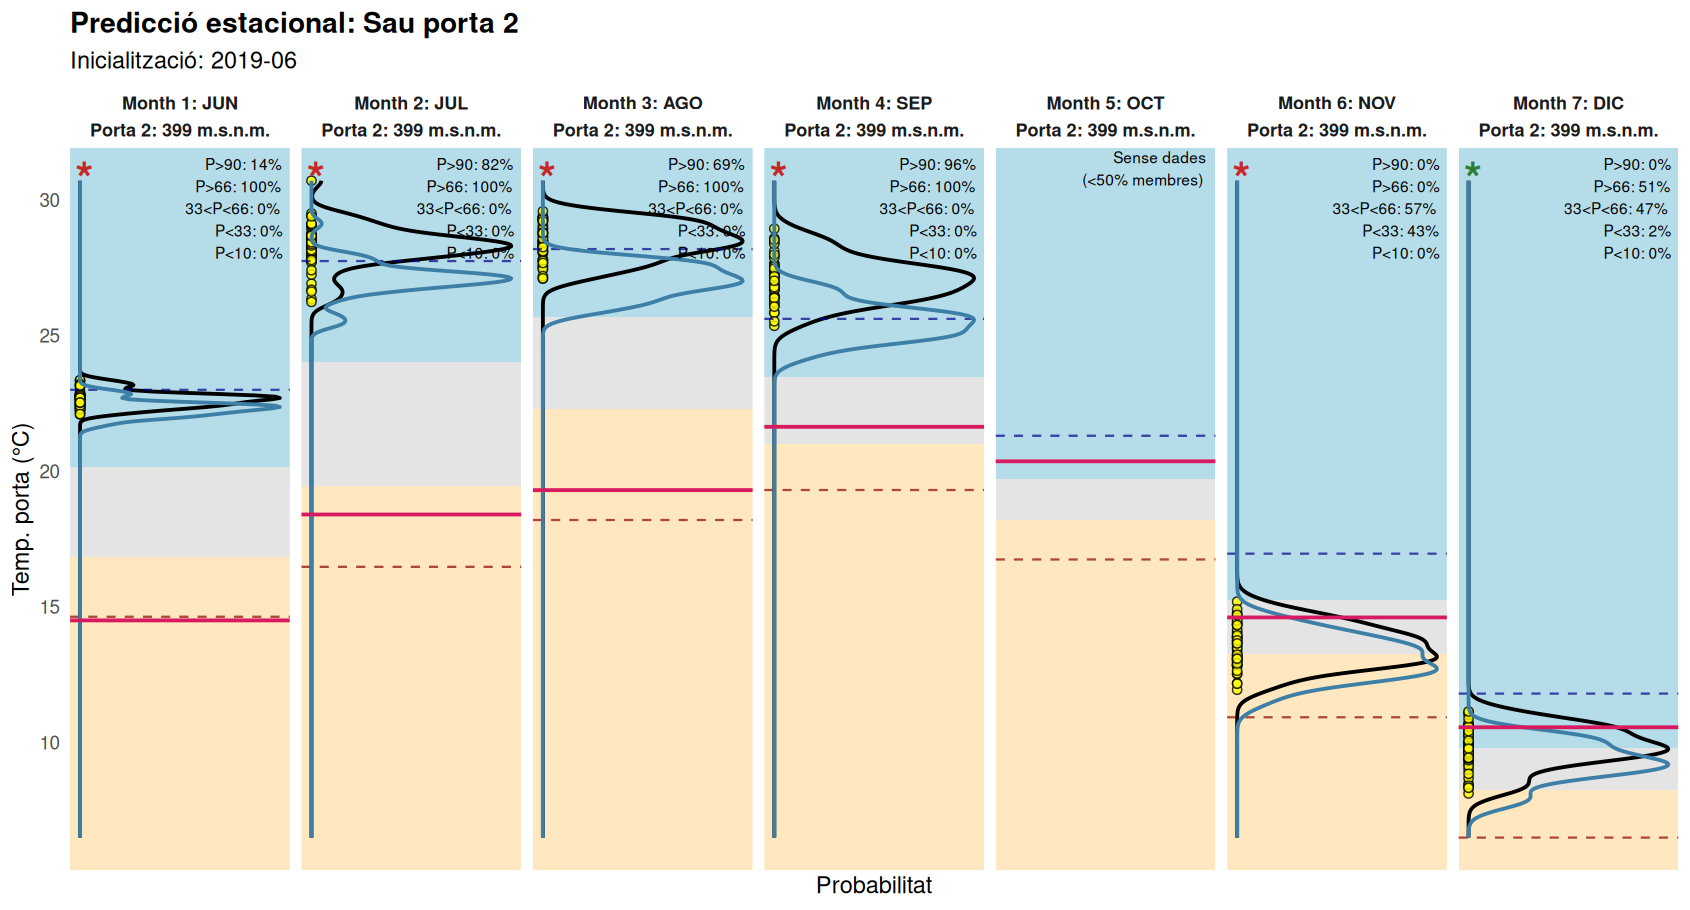 Predicció estacional: Sau porta 2
Inicialització: 2019-06
Month 1: JUN
Porta 2: 399 m.s.n.m.
Month 2: JUL
Porta 2: 399 m.s.n.m.
Month 3: AGO
Porta 2: 399 m.s.n.m.
Month 4: SEP
Porta 2: 399 m.s.n.m.
Month 5: OCT
Porta 2: 399 m.s.n.m.
Month 6: NOV
Porta 2: 399 m.s.n.m.
Month 7: DIC
Porta 2: 399 m.s.n.m.
*
P>90: 14%
P>66: 100%
33<P<66: 0%
P<33: 0%
P<10: 0%
*
P>90: 82%
P>66: 100%
33<P<66: 0%
P<33: 0%
P<10: 0%
*
P>90: 69%
P>66: 100%
33<P<66: 0%
P<33: 0%
P<10: 0%
*
P>90: 96%
P>66: 100%
33<P<66: 0%
P<33: 0%
P<10: 0%
Sense dades
(<50% membres)
*
P>90: 0%
P>66: 0%
33<P<66: 57%
P<33: 43%
P<10: 0%
*
P>90: 0%
P>66: 51%
33<P<66: 47%
P<33: 2%
P<10: 0%
30
25
20
15
10
Temp. porta (°C)
Probabilitat